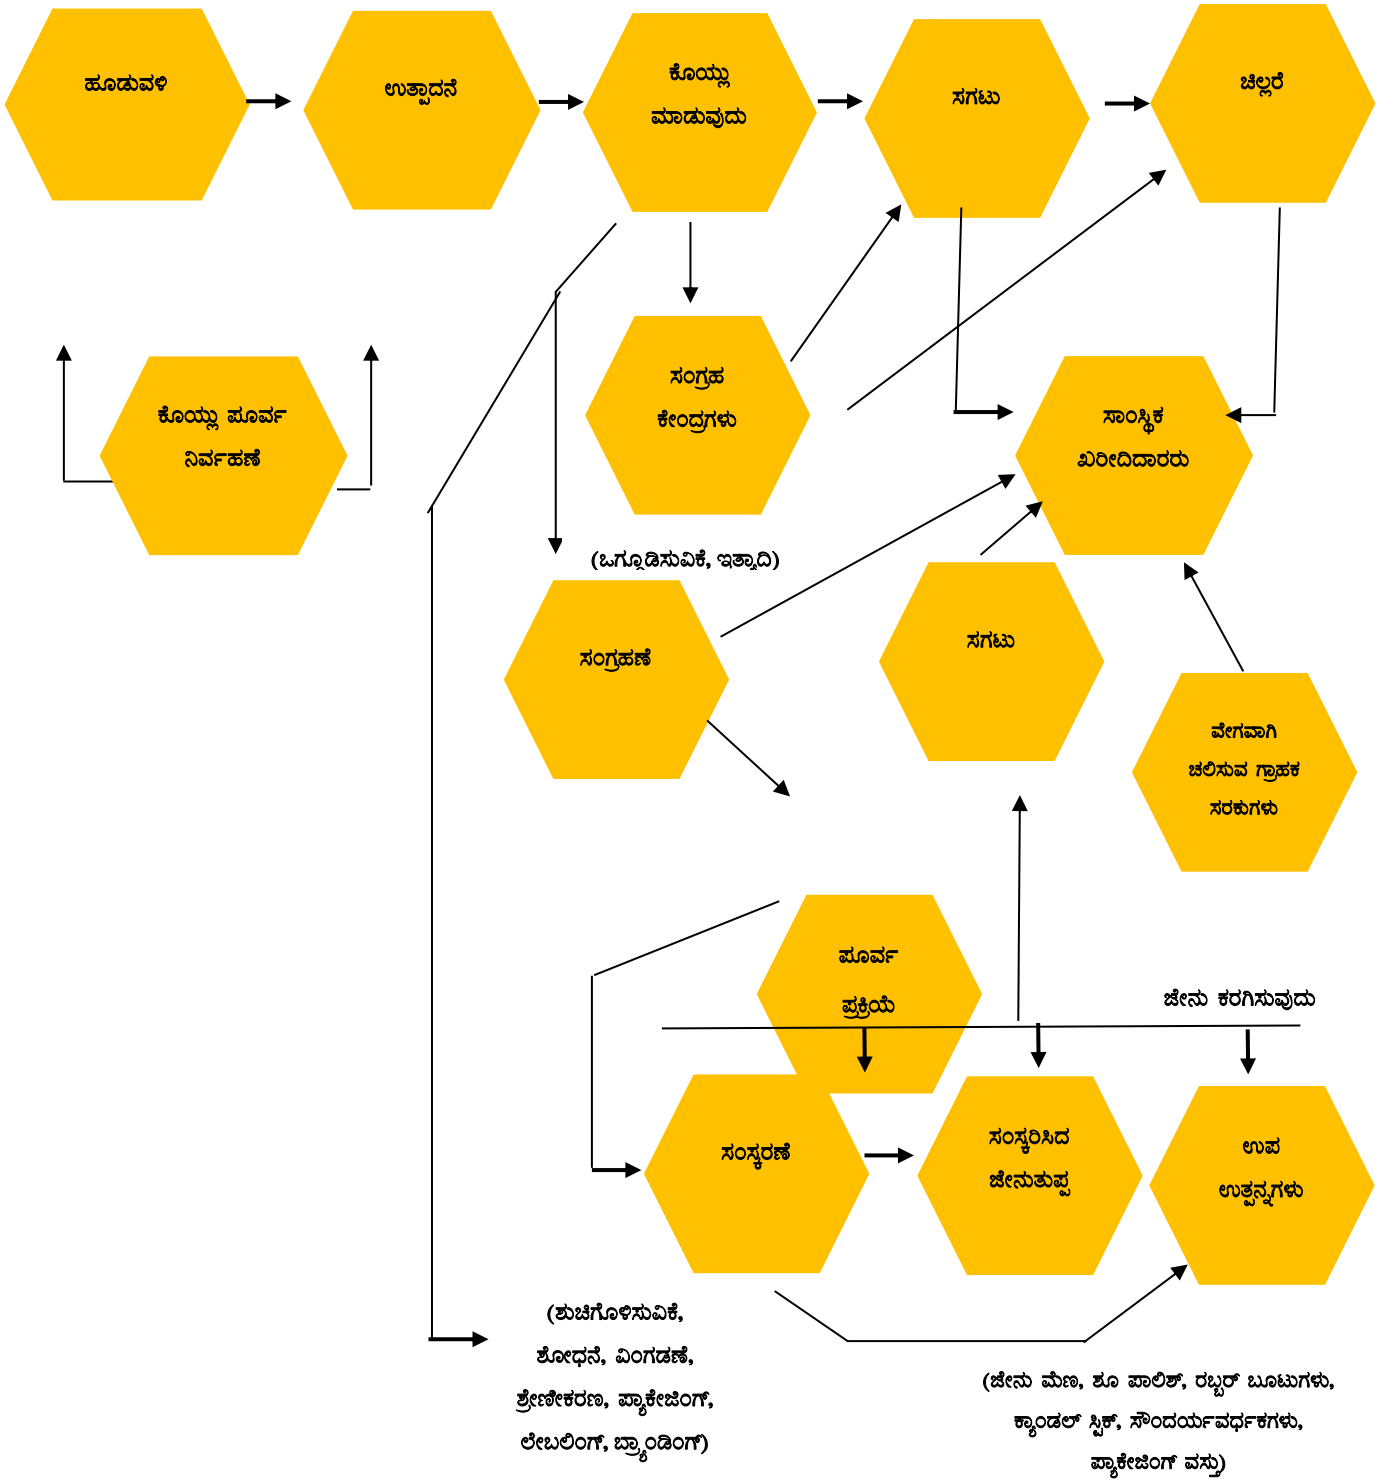 ಹೂಡುವಳಿ
ಉತ್ಪಾದನೆ
ಕೊಯ್ಲು
ಮಾಡುವುದು
ಸಗಟು
ಚಿಲ್ಲರೆ
ಕೊಯ್ಲು ಪೂರ್ವ
ನಿರ್ವಹಣೆ
ಸಂಗ್ರಹ
ಕೇಂದ್ರಗಳು
ಸಾಂಸ್ಥಿಕ
ಖರೀದಿದಾರರು
(ಒಗ್ಗೂಡಿಸುವಿಕೆ, ಇತ್ಯಾದಿ)
ಸಂಗ್ರಹಣೆ
ಸಗಟು
ವೇಗವಾಗಿ
ಚಲಿಸುವ ಗ್ರಾಹಕ
ಸರಕುಗಳು
ಪೂರ್ವ
ಪ್ರಕ್ರಿಯೆ
ಜೇನು ಕರಗಿಸುವುದು
ಸಂಸ್ಕರಣೆ
ಸಂಸ್ಕರಿಸಿದ
ಜೇನುತುಪ್ಪ
ಉಪ
ಉತ್ಪನ್ನಗಳು
(ಶುಚಿಗೊಳಿಸುವಿಕೆ,
ಶೋಧನೆ, ವಿಂಗಡಣೆ,
ಶ್ರೇಣೀಕರಣ, ಪ್ಯಾಕೇಜಿಂಗ್,
ಲೇಬಲಿಂಗ್, ಬ್ರ್ಯಾಂಡಿಂಗ್)
(ಜೇನು ಮೆಣ, ಶೂ ಪಾಲಿಶ್, ರಬ್ಬರ್ ಬೂಟುಗಳು,
ಕ್ಯಾಂಡಲ್ ಸ್ಟಿಕ್, ಸೌಂದರ್ಯವರ್ಧಕಗಳು,
ಪ್ಯಾಕೇಜಿಂಗ್ ವಸ್ತು)